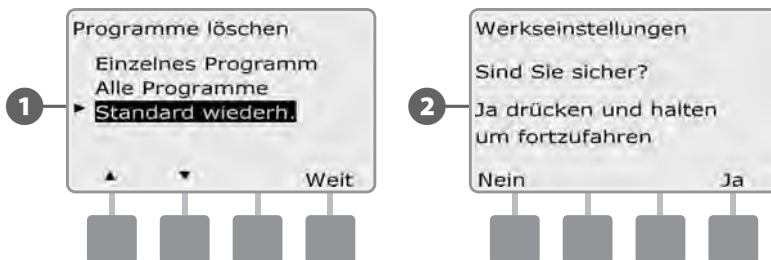 Programme löschen
Einzelnes Programm
Alle Programme
1
► Standard wiederh.
▲ ▼ Weit
Werkseinstellungen
Sind Sie sicher?
2
Ja drücken und halten
um fortzufahren
Nein Ja